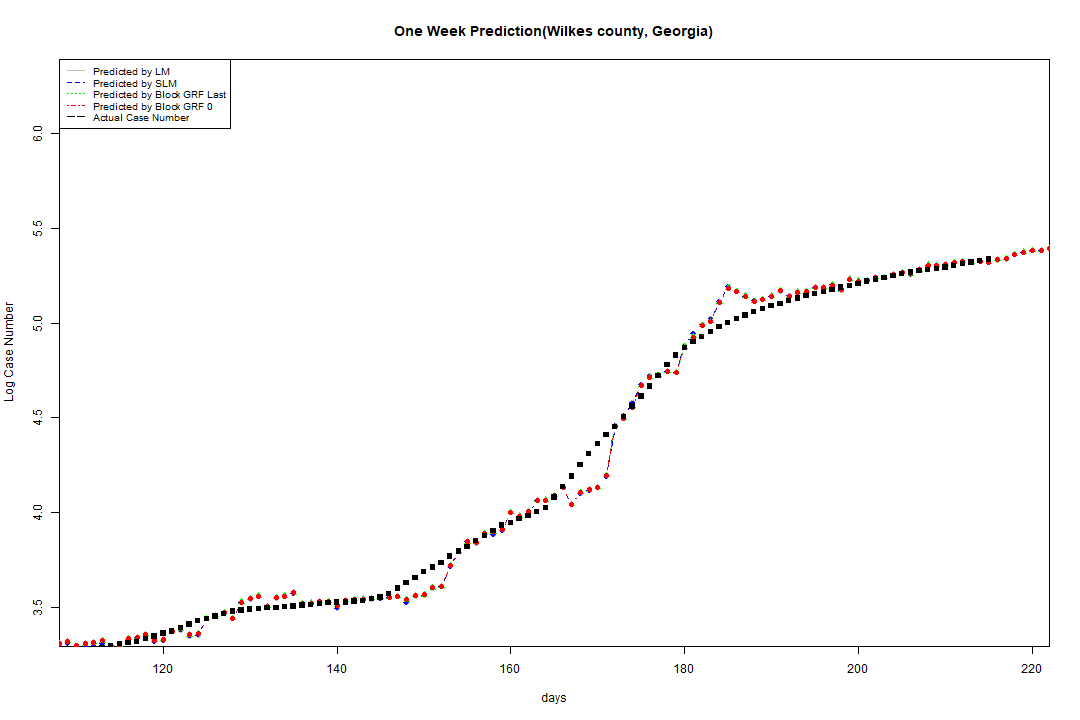 One Week Prediction(Wilkes county, Georgia)
Predicted by LM
Predicted by SLM
Predicted by Block GRF Last
Predicted by Block GRF 0
Actual Case Number
6.0
5.5
5.0
4.5
4.0
3.5
Log Case Number
120 140 160 180 200 220
days